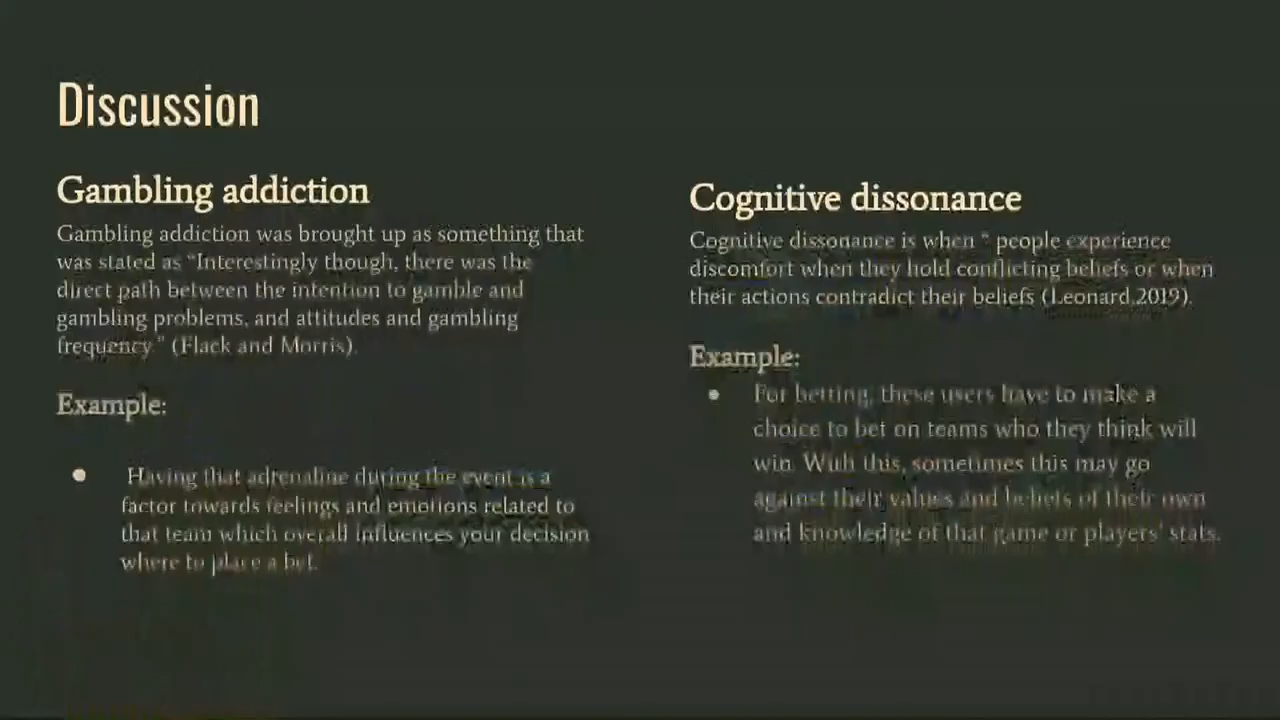 Discussion
Gambling addiction
Gambling addiction was brought up as something that
was stated as “Interestingly though, there was the
direct path between the intention to gamble and
gambling problems, and attitudes and gambling
frequency.” (Flack and Morris).
Example:
● Having that adrenaline during the event is a
factor towards feelings and emotions related to
that team which overall influences your decision
where to place a bet.
Cognitive dissonance
Cognitive dissonance is when “ people experience
discomfort when they hold conflicting beliefs or when
their actions contradict their beliefs (Leonard,2019).
Example:
● For betting, these users have to make a
choice to bet on teams who they think will
win. With this, sometimes this may go
against their values and beliefs of their own
and knowledge of that game or players' stats.